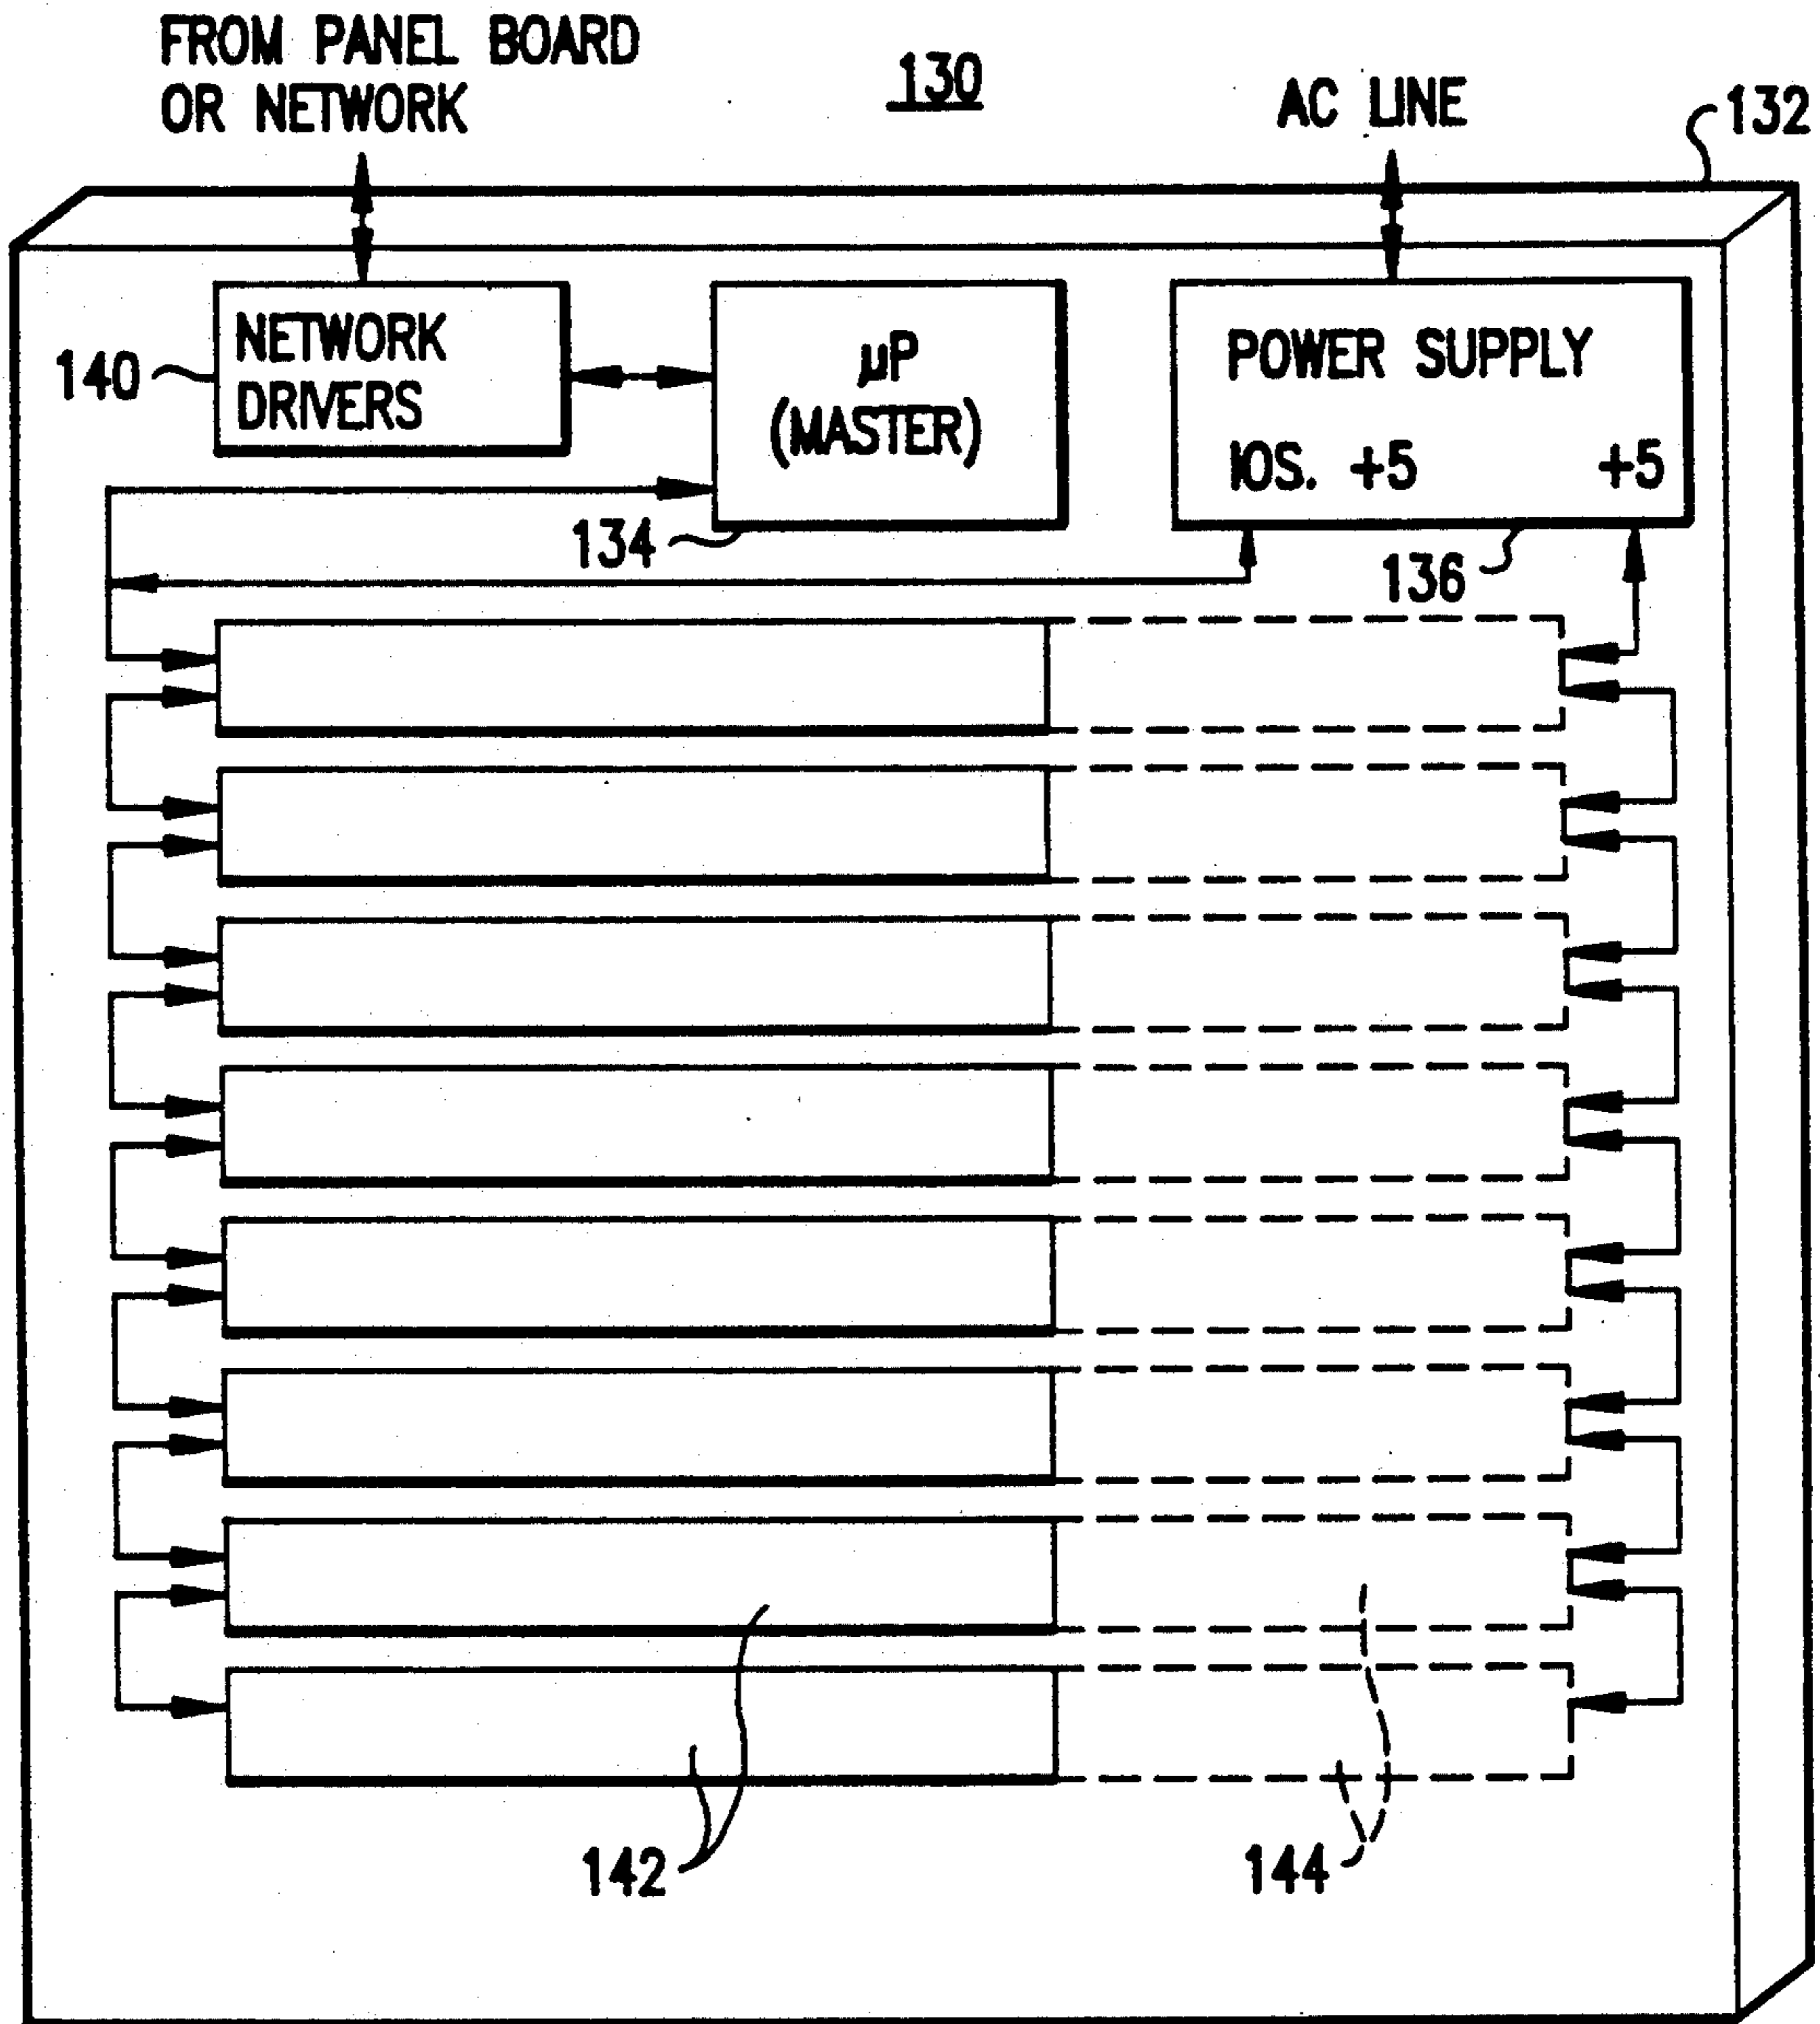 FROM PANEL BOARD
OR NETWORK
130
AC LINE
132
NETWORK
DRIVERS
140
µP
(MASTER)
134
POWER SUPPLY
IOS. +5 +5
136
142
144